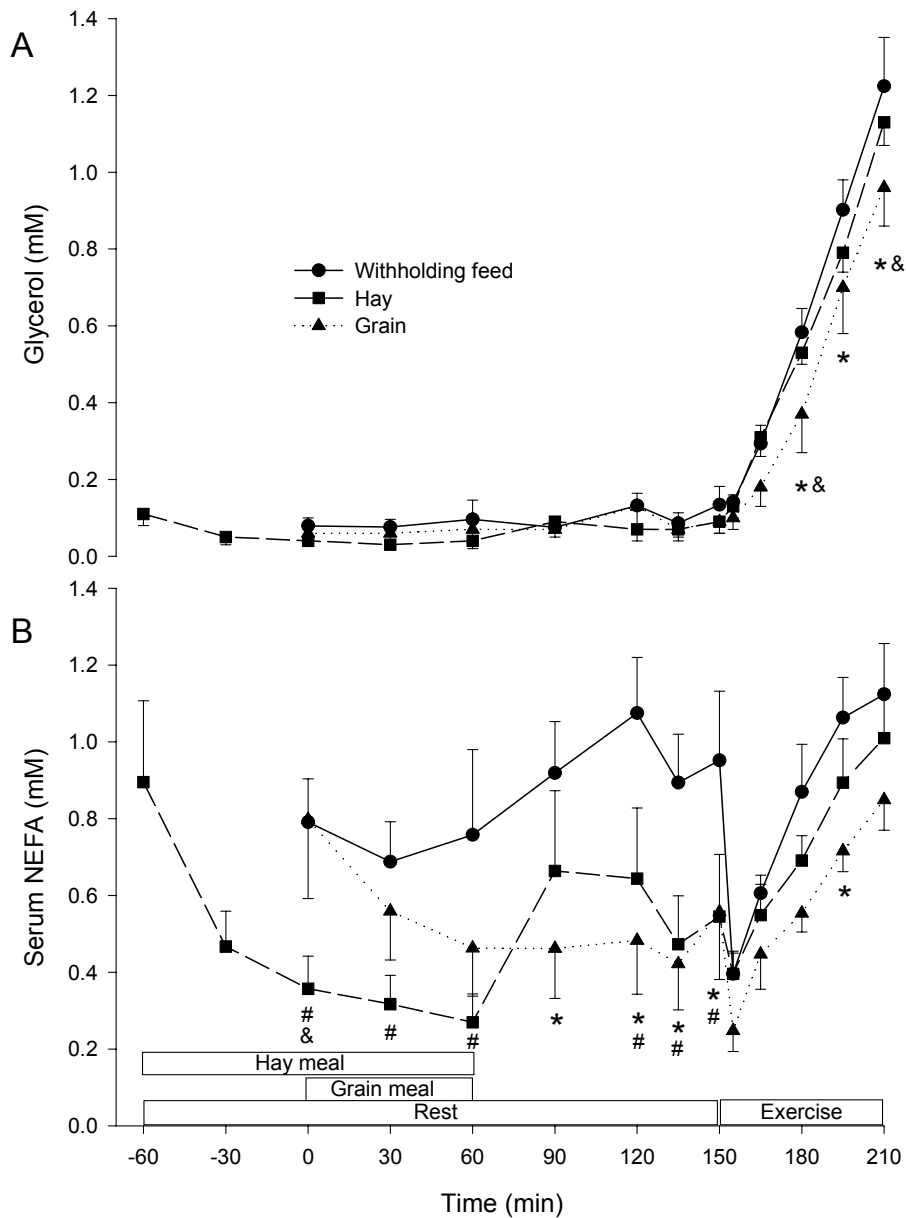 A
1.4
1.2
1.0
0.8
0.6
0.4
0.2
0.0
Glycerol (mM)
Withholding feed
Hay
Grain
* &
*
* &
B
1.4
1.2
1.0
0.8
0.6
0.4
0.2
0.0
Serum NEFA (mM)
#
&
#
#
*
*
#
*
#
*
#
*
Hay meal
Grain meal
Rest
Exercise
-60 -30 0 30 60 90 120 150 180 210
Time (min)